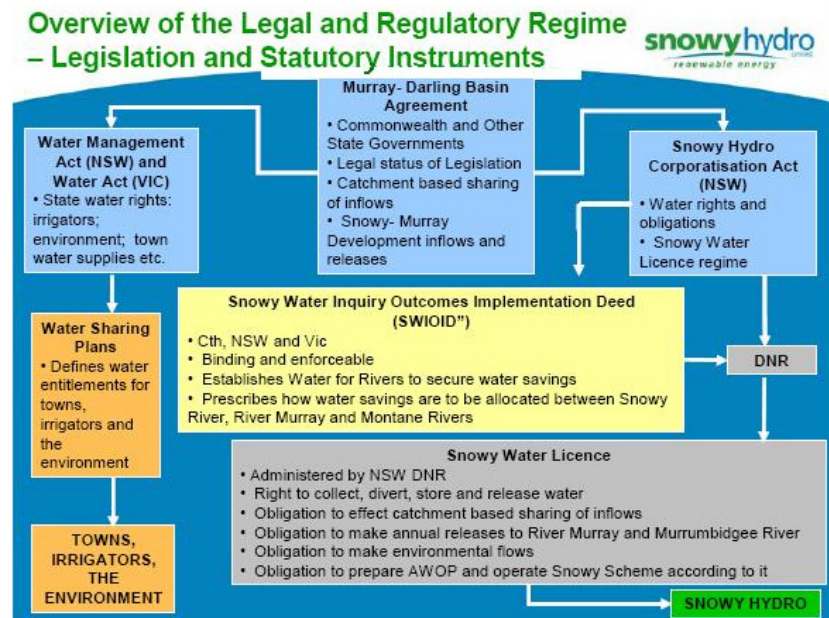 Overview of the Legal and Regulatory Regime
– Legislation and Statutory Instruments
snowyhydro
limited
renewable energy
Murray- Darling Basin
Agreement
• Commonwealth and Other
State Governments
• Legal status of Legislation
• Catchment based sharing
of inflows
• Snowy- Murray
Development inflows and
releases
Water Management
Act (NSW) and
Water Act (VIC)
• State water rights:
irrigators;
environment; town
water supplies etc.
Snowy Hydro
Corporatisation Act
(NSW)
• Water rights and
obligations
• Snowy Water
Licence regime
Water Sharing
Plans
• Defines water
entitlements for
towns,
irrigators and
the
environment
Snowy Water Inquiry Outcomes Implementation Deed
(SWIOID”)
• Cth, NSW and Vic
• Binding and enforceable
• Establishes Water for Rivers to secure water savings
• Prescribes how water savings are to be allocated between Snowy
River, River Murray and Montane Rivers
DNR
Snowy Water Licence
• Administered by NSW DNR
• Right to collect, divert, store and release water
• Obligation to effect catchment based sharing of inflows
• Obligation to make annual releases to River Murray and Murrumbidgee River
• Obligation to make environmental flows
• Obligation to prepare AWOP and operate Snowy Scheme according to it
TOWNS,
IRRIGATORS,
THE
ENVIRONMENT
SNOWY HYDRO